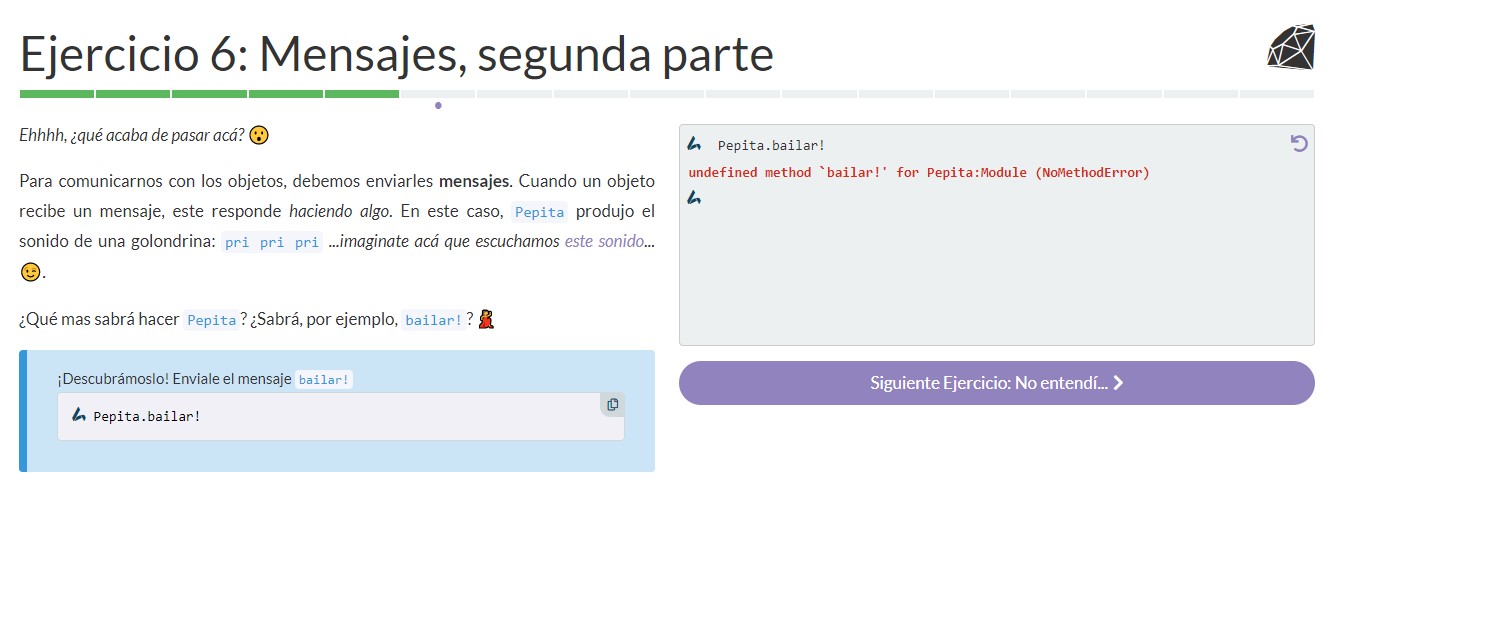 Ejercicio 6: Mensajes, segunda parte
Ehhhh, ¿qué acaba de pasar acá? 😮
Para comunicarnos con los objetos, debemos enviarles mensajes. Cuando un objeto
recibe un mensaje, este responde haciendo algo. En este caso, Pepita produjo el
sonido de una golondrina: pri pri pri ...imaginate acá que escuchamos este sonido...
😉.
¿Qué mas sabrá hacer Pepita? ¿Sabrá, por ejemplo, bailar!? 💃
¡Descubrámoslo! Enviale el mensaje bailar!
Pepita.bailar!
Pepita.bailar!
undefined method `bailar!' for Pepita:Module (NoMethodError)
Siguiente Ejercicio: No entendí...